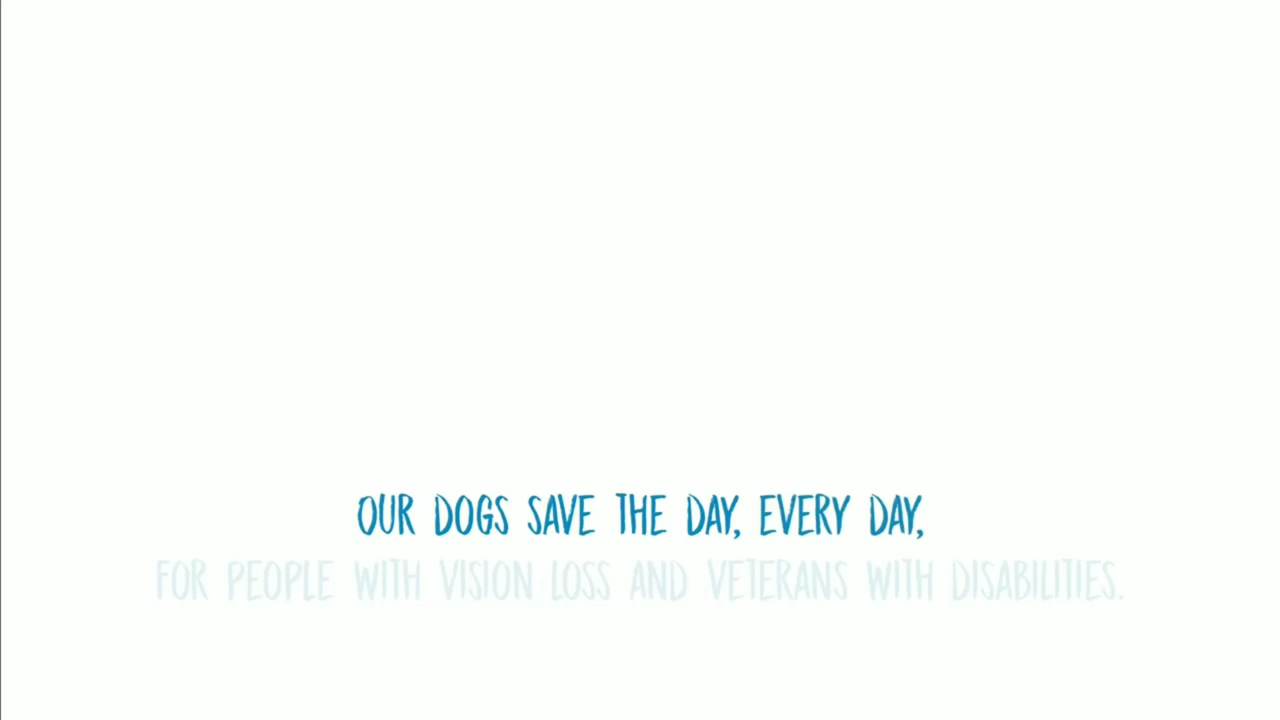 OUR DOGS SAVE THE DAY, EVERY DAY,
FOR PEOPLE WITH VISION LOSS AND VETERANS WITH DISABILITIES.